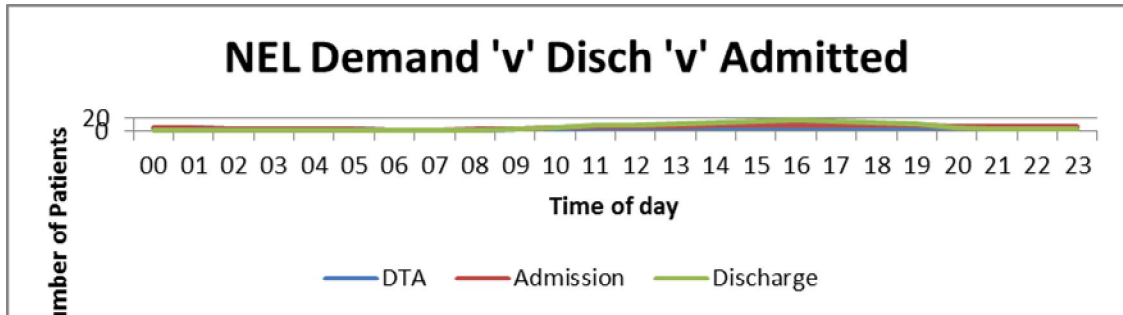 NEL Demand 'v' Disch 'v' Admitted
20
0
00 01 02 03 04 05 06 07 08 09 10 11 12 13 14 15 16 17 18 19 20 21 22 23
Time of day
umber of Patients
DTA Admission Discharge